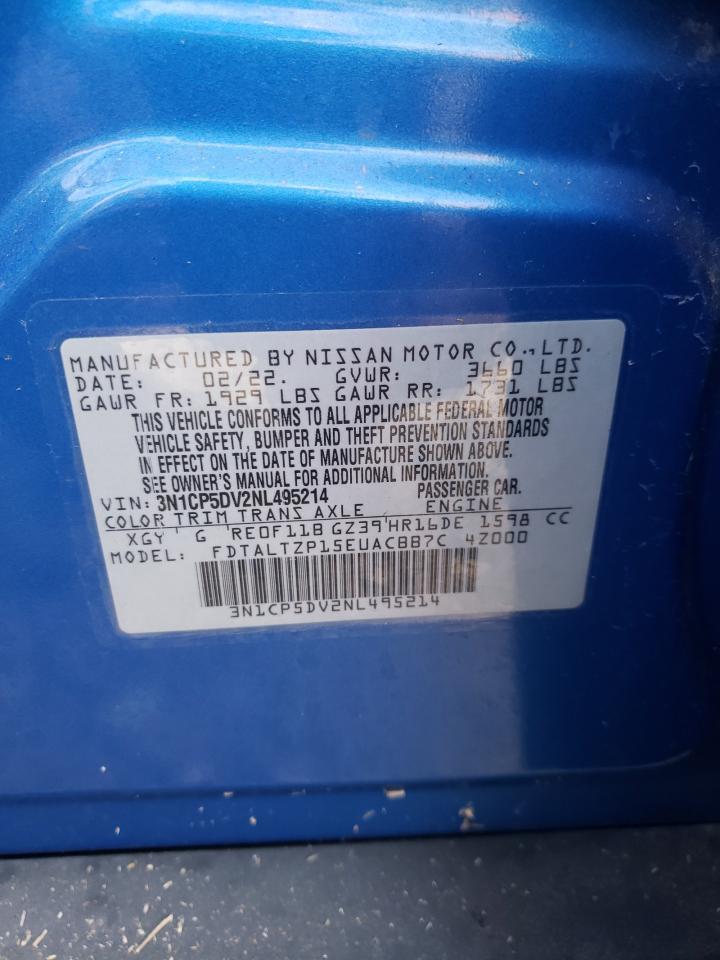 MANUFACTURED BY NISSAN MOTOR CO., LTD.
DATE: 02/22. GVWR: 3660 LBS
GAWR FR: 1929 LBS GAWR RR: 1731 LBS
THIS VEHICLE CONFORMS TO ALL APPLICABLE FEDERAL MOTOR
VEHICLE SAFETY, BUMPER AND THEFT PREVENTION STANDARDS
IN EFFECT ON THE DATE OF MANUFACTURE SHOWN ABOVE.
SEE OWNER'S MANUAL FOR ADDITIONAL INFORMATION.
VIN: 3N1CP5DV2NL495214 PASSENGER CAR.
COLOR TRIM TRANS AXLE ENGINE
XGY G RE0F11B GZ39 HR16DE 1598 CC
MODEL: FDTALTZP15EUACBB7C 4Z000
3N1CP5DV2NL495214